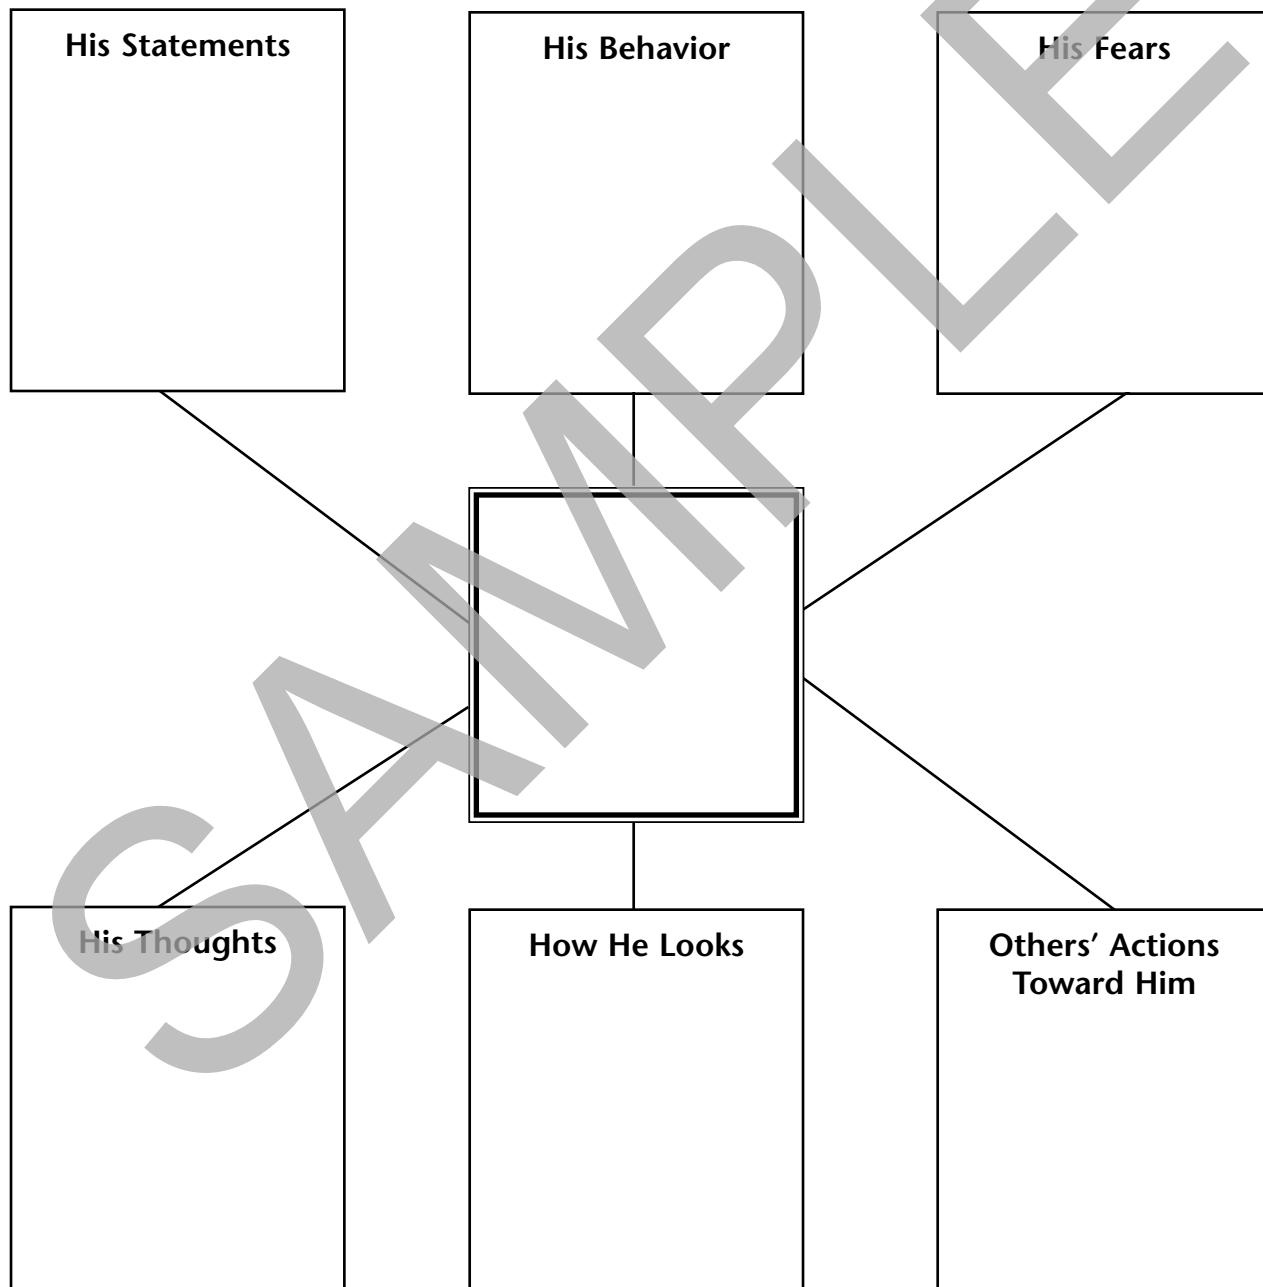 His Statements
His Behavior
His Fears
SAMPLE
His Thoughts
How He Looks
Others’ Actions
Toward Him